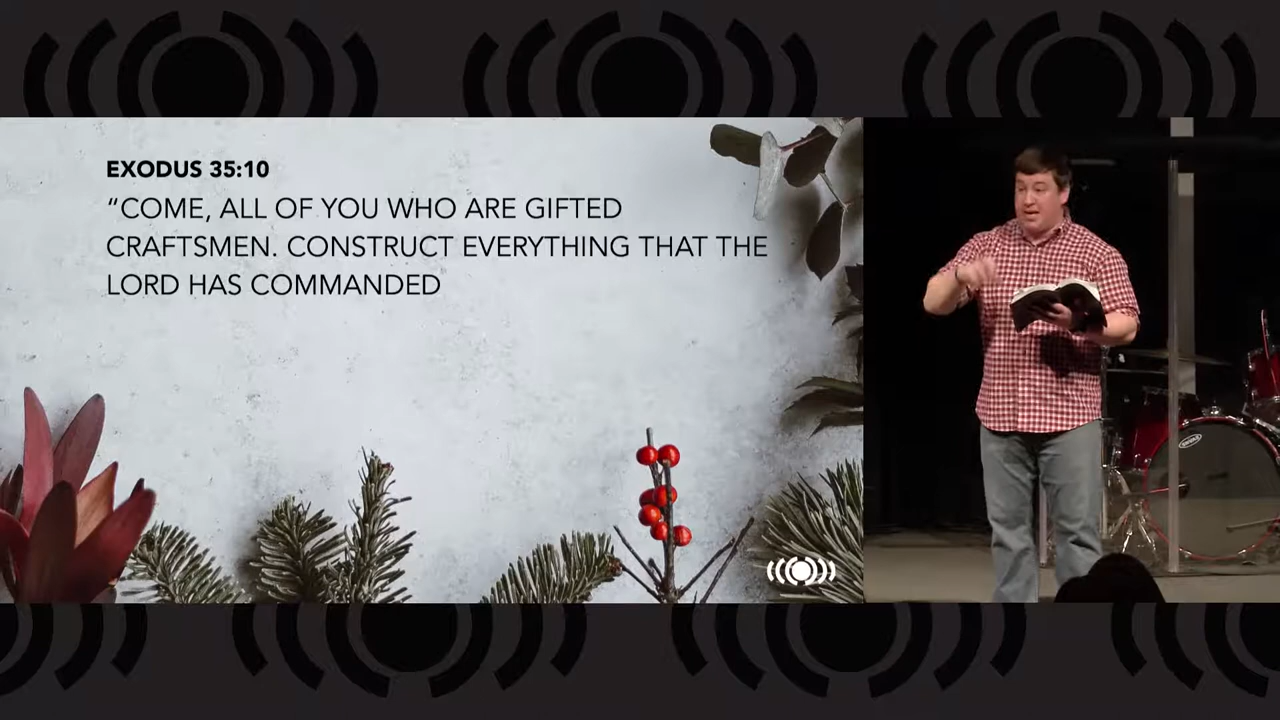 EXODUS 35:10
“COME, ALL OF YOU WHO ARE GIFTED
CRAFTSMEN. CONSTRUCT EVERYTHING THAT THE
LORD HAS COMMANDED